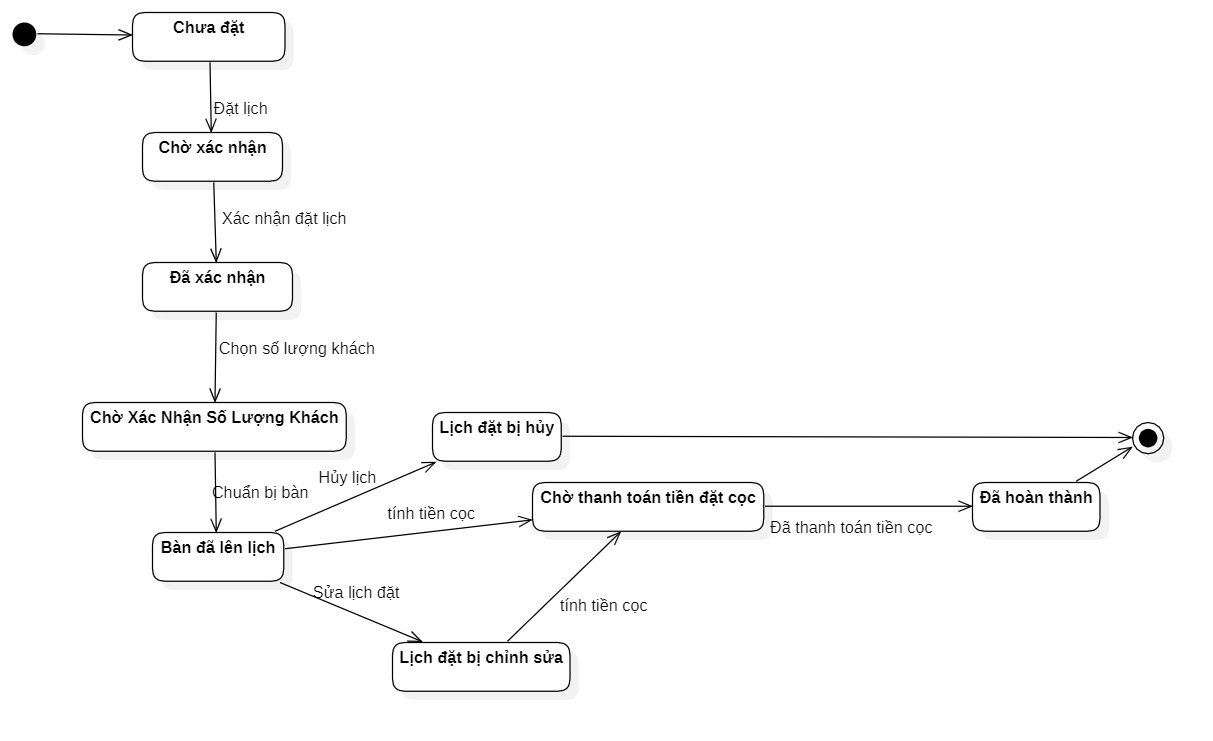 Chưa đặt
Đặt lịch
Chờ xác nhận
Xác nhận đặt lịch
Đã xác nhận
Chọn số lượng khách
Chờ Xác Nhận Số Lượng Khách
Lịch đặt bị hủy
Hủy lịch
Chuẩn bị bàn
Chờ thanh toán tiền đặt cọc
Đã hoàn thành
tính tiền cọc
Đã thanh toán tiền cọc
Bàn đã lên lịch
Sửa lịch đặt
tính tiền cọc
Lịch đặt bị chỉnh sửa